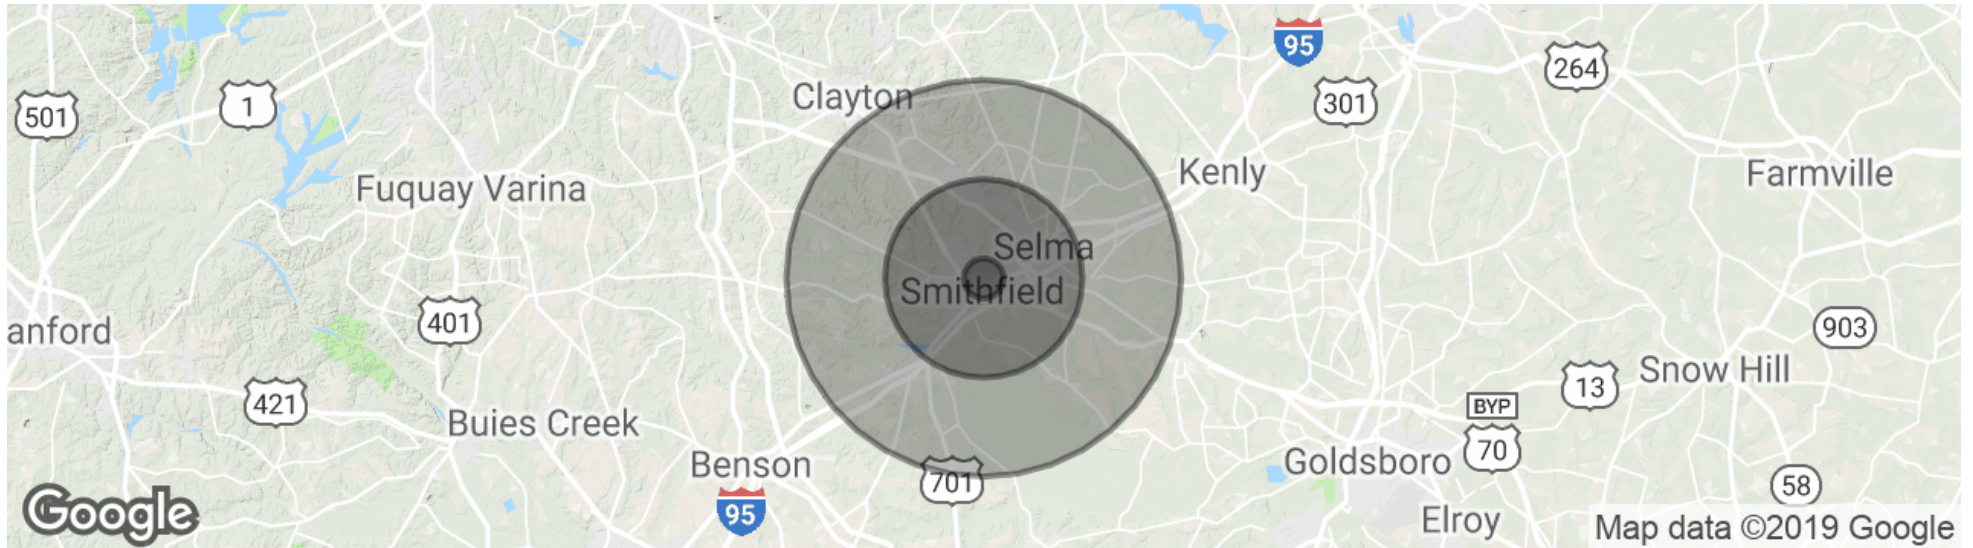 95
264
Clayton
501
1
301
Kenly
Farmville
Fuquay Varina
Selma
Smithfield
401
anford
903
Snow Hill
13
421
BYP
70
Buies Creek
Benson
Goldsboro
701
58
95
Google
Elroy
Map data ©2019 Google